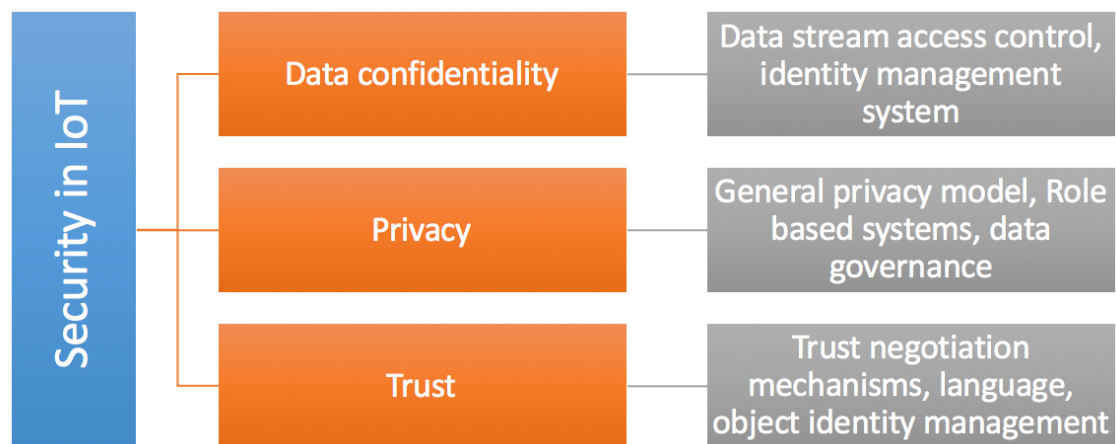 Security in IoT
Data confidentiality
Data stream access control,
identity management
system
Privacy
General privacy model, Role
based systems, data
governance
Trust
Trust negotiation
mechanisms, language,
object identity management